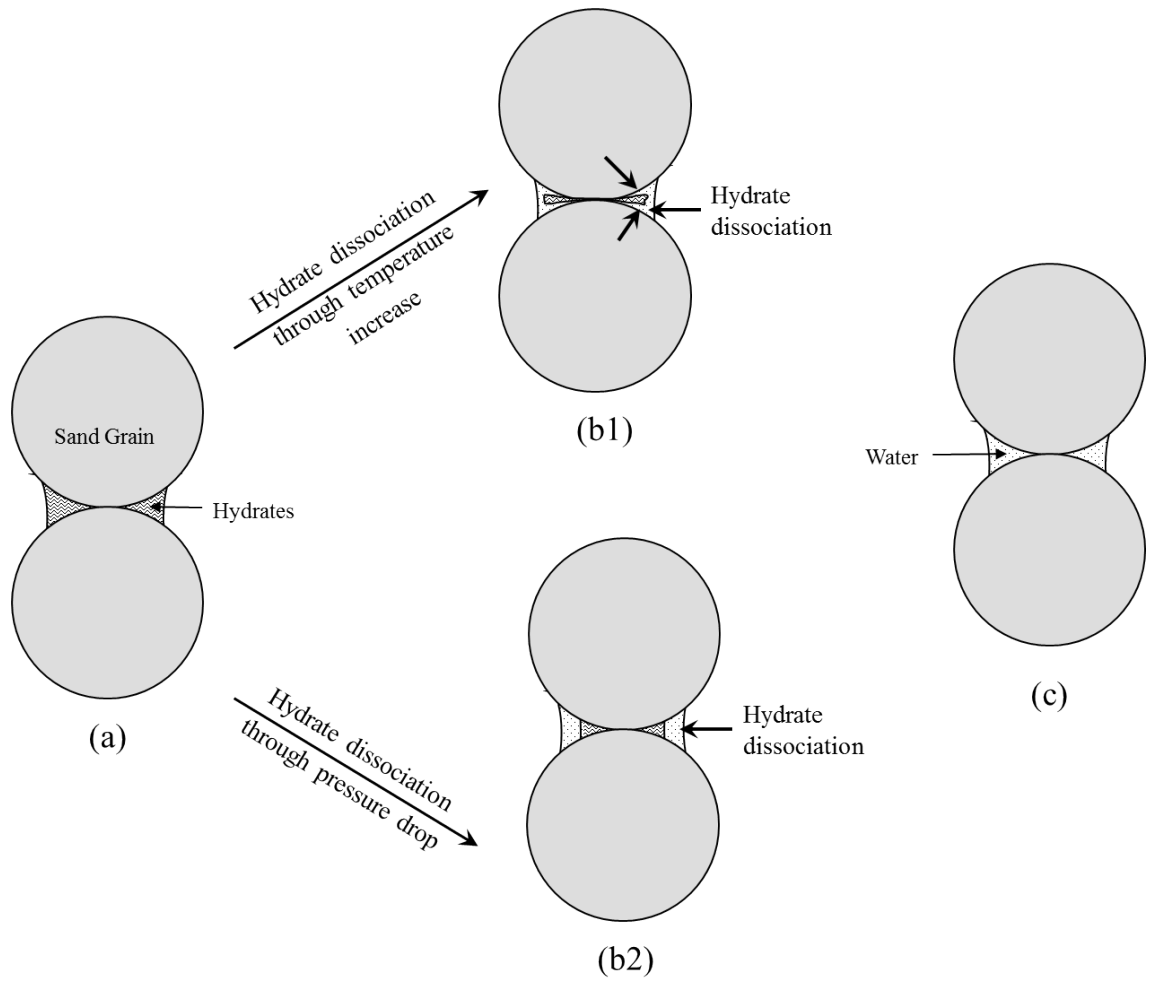 Hydrate
dissociation
(b1)
Hydrate dissociation
through temperature
increase
Sand Grain
Hydrates
(a)
Water
(c)
Hydrate dissociation
through pressure drop
Hydrate
dissociation
(b2)